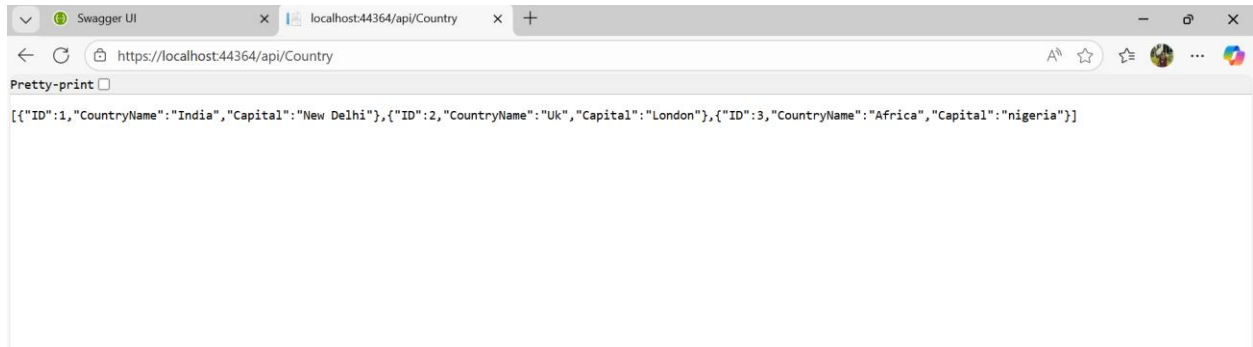 Swagger UI
localhost:44364/api/Country
https://localhost:44364/api/Country
Pretty-print
[{"ID":1,"CountryName":"India","Capital":"New Delhi"},{"ID":2,"CountryName":"Uk","Capital":"London"},{"ID":3,"CountryName":"Africa","Capital":"nigeria"}]